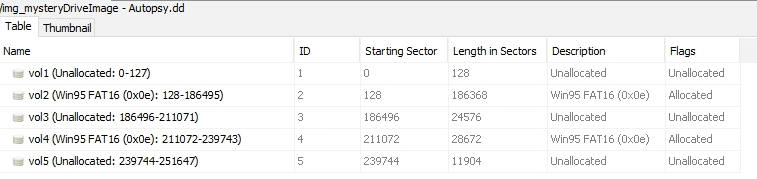 /img_mysteryDriveImage - Autopsy.dd
Table Thumbnail
Name ID Starting Sector Length in Sectors Description Flags
vol1 (Unallocated: 0-127) 1 0 128 Unallocated Unallocated
vol2 (Win95 FAT16 (0x0e): 128-186495) 2 128 186368 Win95 FAT16 (0x0e) Allocated
vol3 (Unallocated: 186496-211071) 3 186496 24576 Unallocated Unallocated
vol4 (Win95 FAT16 (0x0e): 211072-239743) 4 211072 28672 Win95 FAT16 (0x0e) Allocated
vol5 (Unallocated: 239744-251647) 5 239744 11904 Unallocated Unallocated